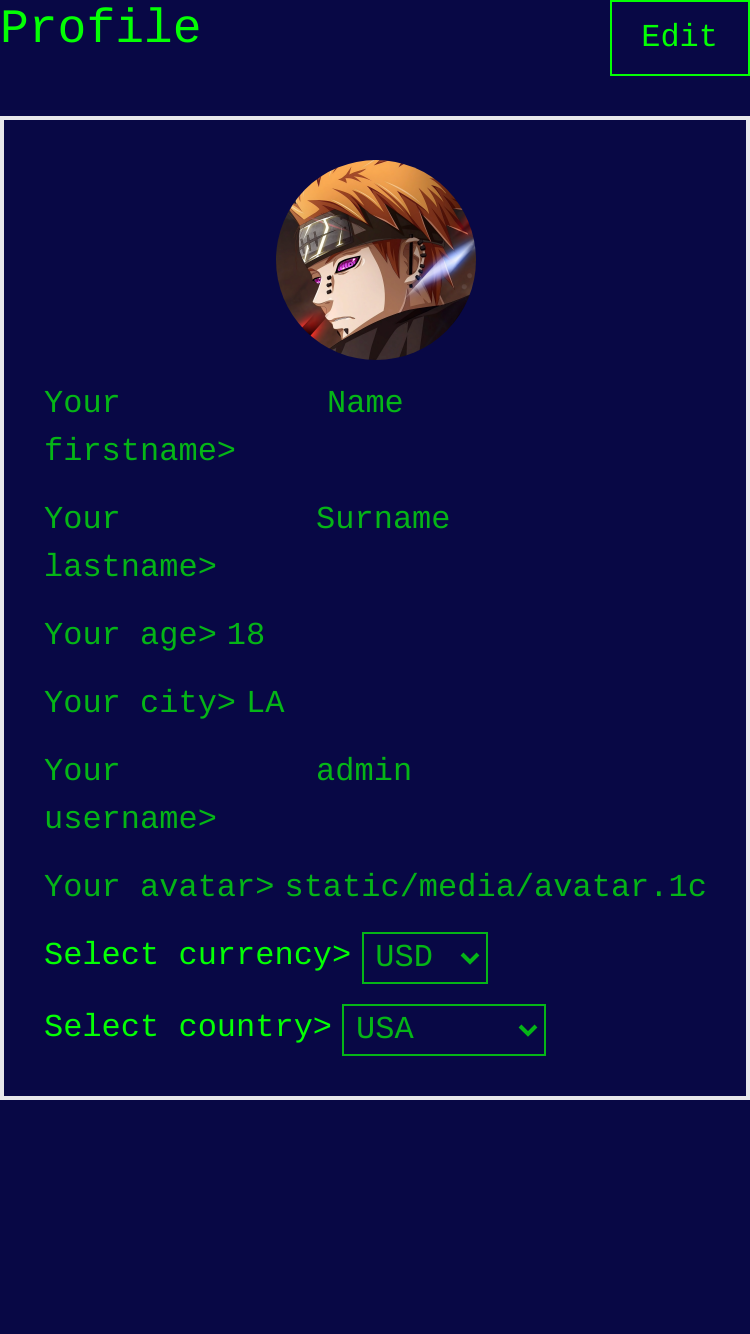 Profile
Edit
Your Name
firstname>
Your Surname
lastname>
Your age> 18
Your city> LA
Your admin
username>
Your avatar> static/media/avatar.1c
Select currency> USD
Select country> USA